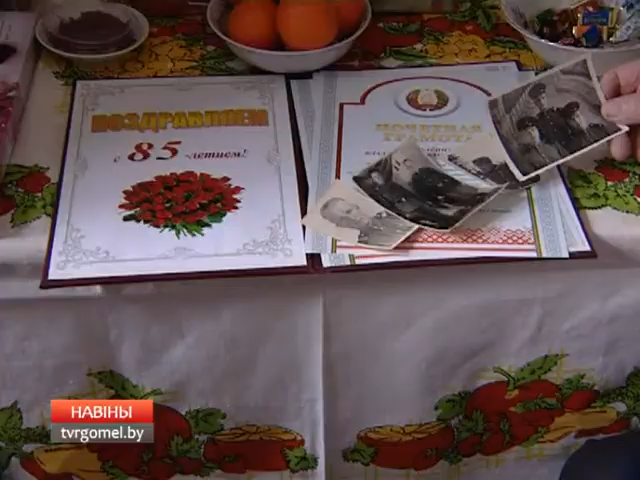 ПОЗДРАВЛЯЕМ
с 85-летием!
ПОЧЕТНАЯ
ГРАМОТА
НАВІНЫ
tvrgomel.by